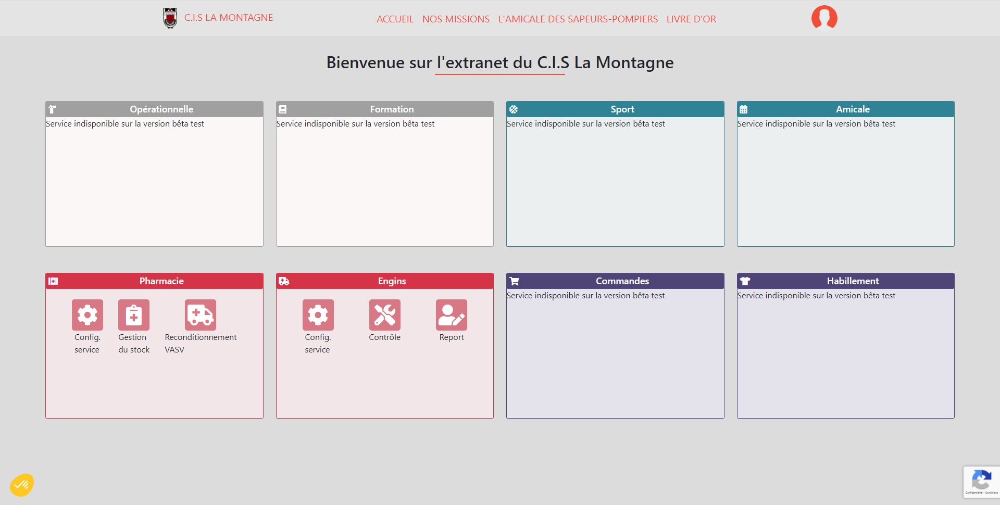 C.I.S LA MONTAGNE
ACCUEIL NOS MISSIONS L'AMICALE DES SAPEURS-POMPIERS LIVRE D'OR
Bienvenue sur l'extranet du C.I.S La Montagne
Opérationnelle
Service indisponible sur la version bêta test
Formation
Service indisponible sur la version bêta test
Sport
Service indisponible sur la version bêta test
Amicale
Service indisponible sur la version bêta test
Pharmacie
Config.
service
Gestion
du stock
Reconditionnement
VASV
Engins
Config.
service
Contrôle
Report
Commandes
Service indisponible sur la version bêta test
Habillement
Service indisponible sur la version bêta test
Confidentialité - Conditions